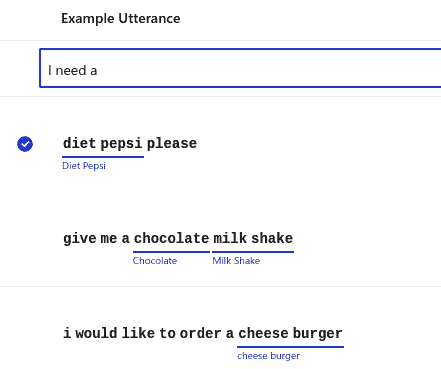 Example Utterance
I need a
diet pepsi please
Diet Pepsi
give me a chocolate milk shake
Chocolate Milk Shake
i would like to order a cheese burger
cheese burger